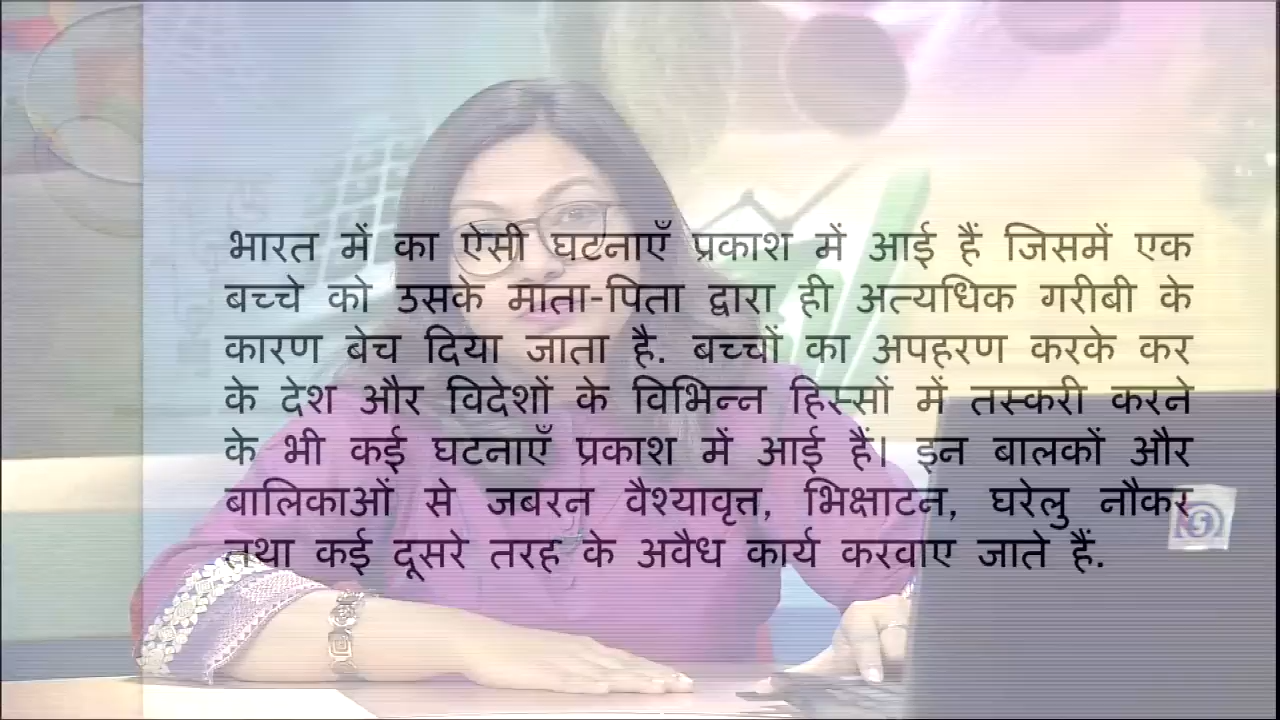 भारत में का ऐसी घटनाएँ प्रकाश में आई हैं जिसमें एक
बच्चे को उसके माता-पिता द्वारा ही अत्यधिक गरीबी के
कारण बेच दिया जाता है. बच्चों का अपहरण करके कर
के देश और विदेशों के विभिन्न हिस्सों में तस्करी करने
के भी कई घटनाएँ प्रकाश में आई हैं। इन बालकों और
बालिकाओं से जबरन वैश्यावृत्त, भिक्षाटन, घरेलु नौकर
तथा कई दूसरे तरह के अवैध कार्य करवाए जाते हैं.